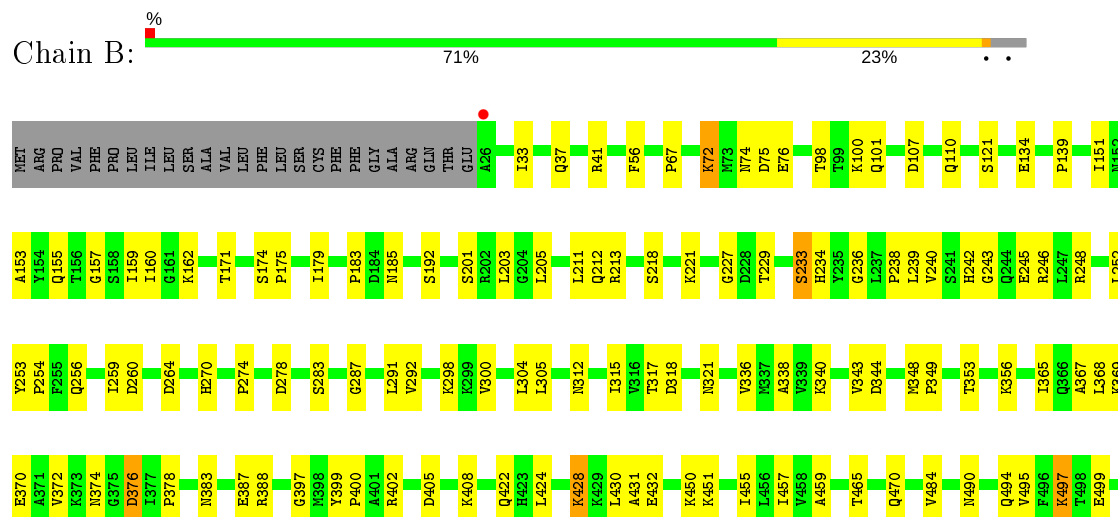 %
Chain B:
71% 23% . .
MET ARG PRO VAL PHE PRO LEU ILE LEU SER ALA VAL LEU PHE LEU SER CYS PHE PHE GLY ALA ARG GLN THR GLU A26 I33 Q37 R41 F56 P67 K72 M73 N74 D75 E76 T98 T99 K100 Q101 D107 Q110 S121 E134 P139 I151 N152
A153 Y154 Q155 T156 G157 S158 I159 I160 G161 K162 T171 S174 P175 I179 P183 D184 N185 S192 S201 R202 L203 G204 L205 L211 Q212 R213 S218 K221 G227 D228 T229 S233 H234 Y235 G236 L237 P238 L239 V240 S241 H242 G243 Q244 E245 R246 L247 R248 L252
Y253 P254 F255 Q256 I259 D260 D264 H270 P274 D278 S283 G287 L291 V292 K298 K299 V300 L304 L305 N312 I315 V316 T317 D318 N321 V336 M337 A338 V339 K340 V343 D344 M348 P349 T353 K356 I365 Q366 A367 L368 K369
E370 A371 V372 K373 N374 G375 D376 I377 P378 N383 E387 R388 G397 M398 Y399 P400 A401 R402 D405 K408 Q422 H423 L424 K428 K429 L430 A431 E432 K450 K451 I455 L456 I457 V458 A459 T465 Q470 V484 N490 Q494 V495 F496 K497 T498 E499